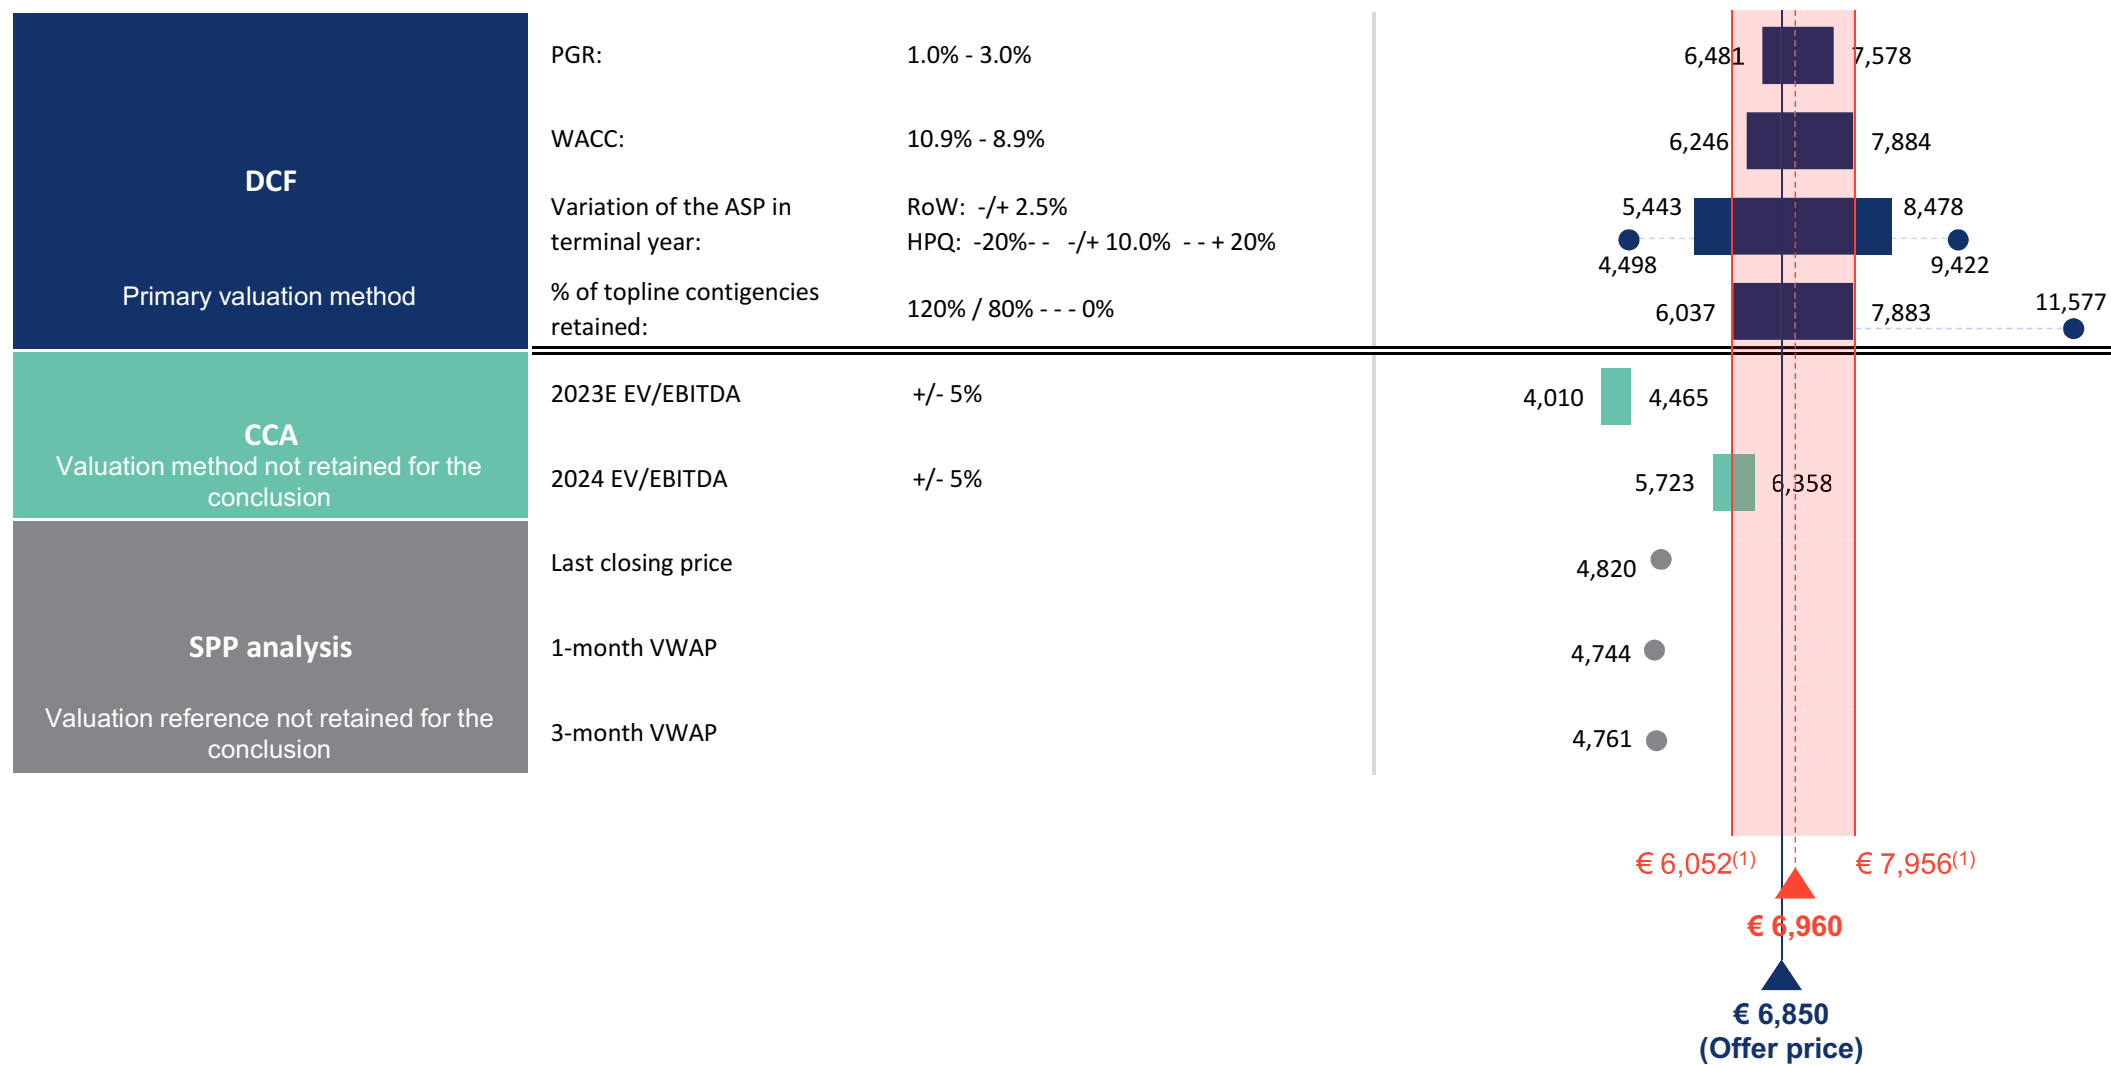 DCF
Primary valuation method
PGR:
1.0% - 3.0%
6,481
7,578
WACC:
10.9% - 8.9%
6,246
7,884
Variation of the ASP in
terminal year:
RoW:  -/+ 2.5%
HPQ:  -20%- -   -/+ 10.0%  - - + 20%
5,443
8,478
4,498
9,422
% of topline contigencies
retained:
120% / 80% - - - 0%
6,037
7,883
11,577
CCA
Valuation method not retained for the
conclusion
2023E EV/EBITDA
+/- 5%
4,010
4,465
2024 EV/EBITDA
+/- 5%
5,723
6,358
SPP analysis
Valuation reference not retained for the
conclusion
Last closing price
4,820
1-month VWAP
4,744
3-month VWAP
4,761
€ 6,052(1)
€ 7,956(1)
€ 6,960
€ 6,850
(Offer price)